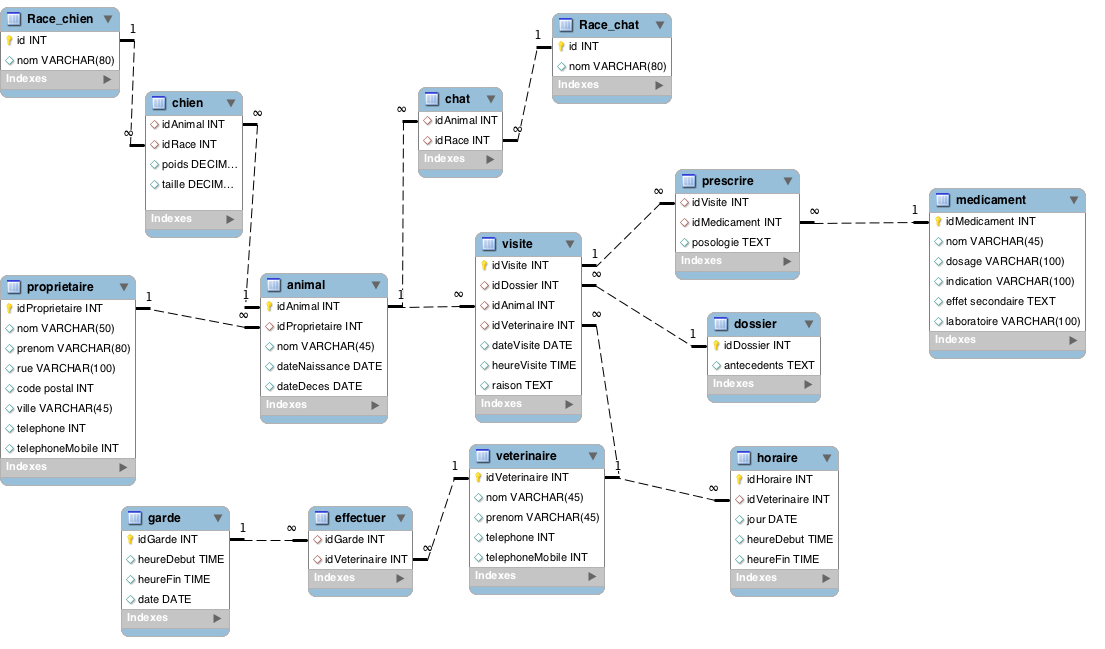 Race_chien
id INT
nom VARCHAR(80)
Indexes
1
∞
chien
idAnimal INT
idRace INT
poids DECIM...
taille DECIM...
Indexes
∞
1
Race_chat
id INT
nom VARCHAR(80)
Indexes
1
∞
chat
idAnimal INT
idRace INT
Indexes
∞
1
prescrire
idVisite INT
idMedicament INT
posologie TEXT
Indexes
∞
∞
1
medicament
idMedicament INT
nom VARCHAR(45)
dosage VARCHAR(100)
indication VARCHAR(100)
effet secondaire TEXT
laboratoire VARCHAR(100)
Indexes
proprietaire
idProprietaire INT
nom VARCHAR(50)
prenom VARCHAR(80)
rue VARCHAR(100)
code postal INT
ville VARCHAR(45)
telephone INT
telephoneMobile INT
Indexes
1
∞
animal
idAnimal INT
idProprietaire INT
nom VARCHAR(45)
dateNaissance DATE
dateDeces DATE
Indexes
∞
visite
idVisite INT
idDossier INT
idAnimal INT
idVeterinaire INT
dateVisite DATE
heureVisite TIME
raison TEXT
Indexes
1
∞
∞
1
dossier
idDossier INT
antecedents TEXT
Indexes
garde
idGarde INT
heureDebut TIME
heureFin TIME
date DATE
Indexes
1
∞
effectuer
idGarde INT
idVeterinaire INT
Indexes
∞
1
veterinaire
idVeterinaire INT
nom VARCHAR(45)
prenom VARCHAR(45)
telephone INT
telephoneMobile INT
Indexes
1
∞
horaire
idHoraire INT
idVeterinaire INT
jour DATE
heureDebut TIME
heureFin TIME
Indexes